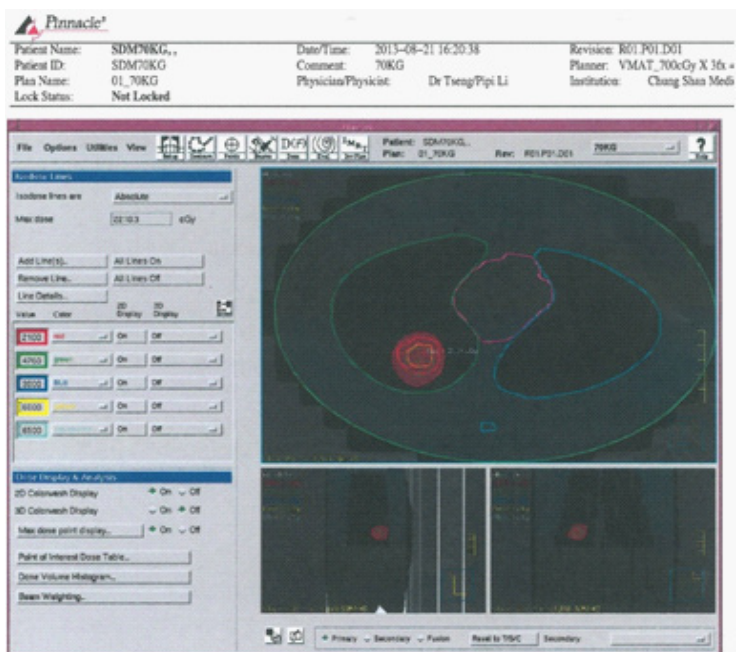 Pinnacle³
Patient Name: SDM70KG, , Date/Time: 2013-08-21 16:20:38 Revision: R01.P01.D01
Patient ID: SDM70KG Comment: 70KG Planner: VMAT_700cGy X 3fx
Plan Name: 01_70KG Physician/Physicist: Dr Tseng/Pipi Li Institution: Chung Shan Medi
Lock Status: Not Locked
File Options Utilities View
Patient: SDM70KG,.
Plan: 01_70KG Rev: R01.P01.D01 70KG Help
Isodose Lines
Isodose lines are Absolute
Max dose 2210.3 cGy
Add Line(s)... All Lines On
Remove Line... All Lines Off
Line Details...
2D 3D
Value Color Display Display
2100 red On Off
4760 green On Off
blue On Off
On Off
6500 On Off
Dose Display & Analysis
2D Colorwash Display On Off
3D Colorwash Display On Off
Max dose point display... On Off
Point of Interest Dose Table...
Dose Volume Histogram...
Beam Weighting...
Primary Secondary Fusion Reset to T/S/C Secondary: